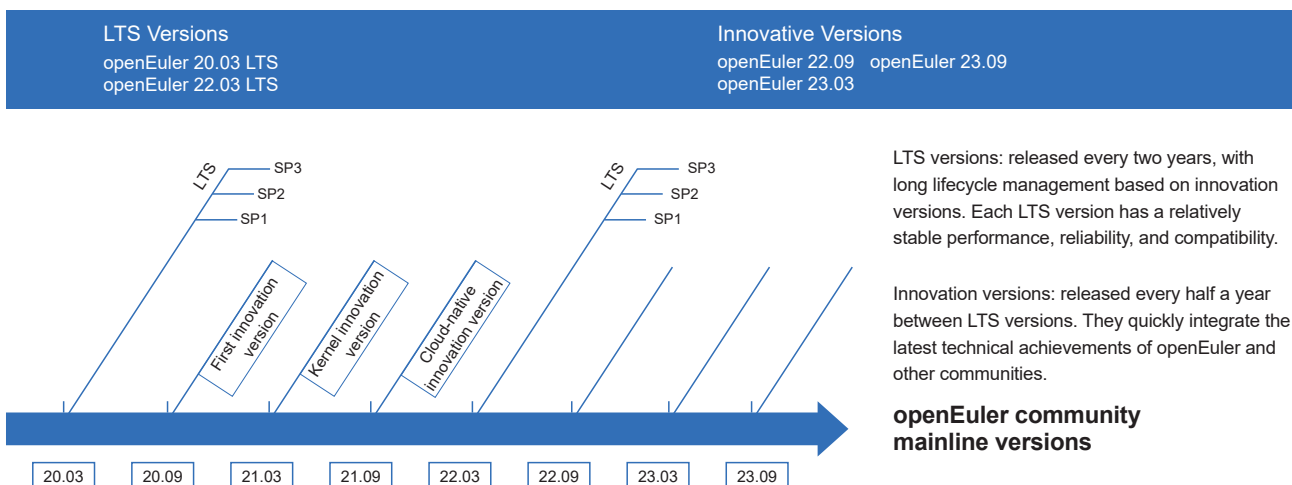 LTS Versions
openEuler 20.03 LTS
openEuler 22.03 LTS
Innovative Versions
openEuler 22.09 openEuler 23.09
openEuler 23.03
LTS
SP3
SP2
SP1
First innovation
version
Kernel innovation
version
Cloud-native
innovation version
LTS
SP3
SP2
SP1
20.03
20.09
21.03
21.09
22.03
22.09
23.03
23.09
LTS versions: released every two years, with
long lifecycle management based on innovation
versions. Each LTS version has a relatively
stable performance, reliability, and compatibility.
Innovation versions: released every half a year
between LTS versions. They quickly integrate the
latest technical achievements of openEuler and
other communities.
openEuler community
mainline versions